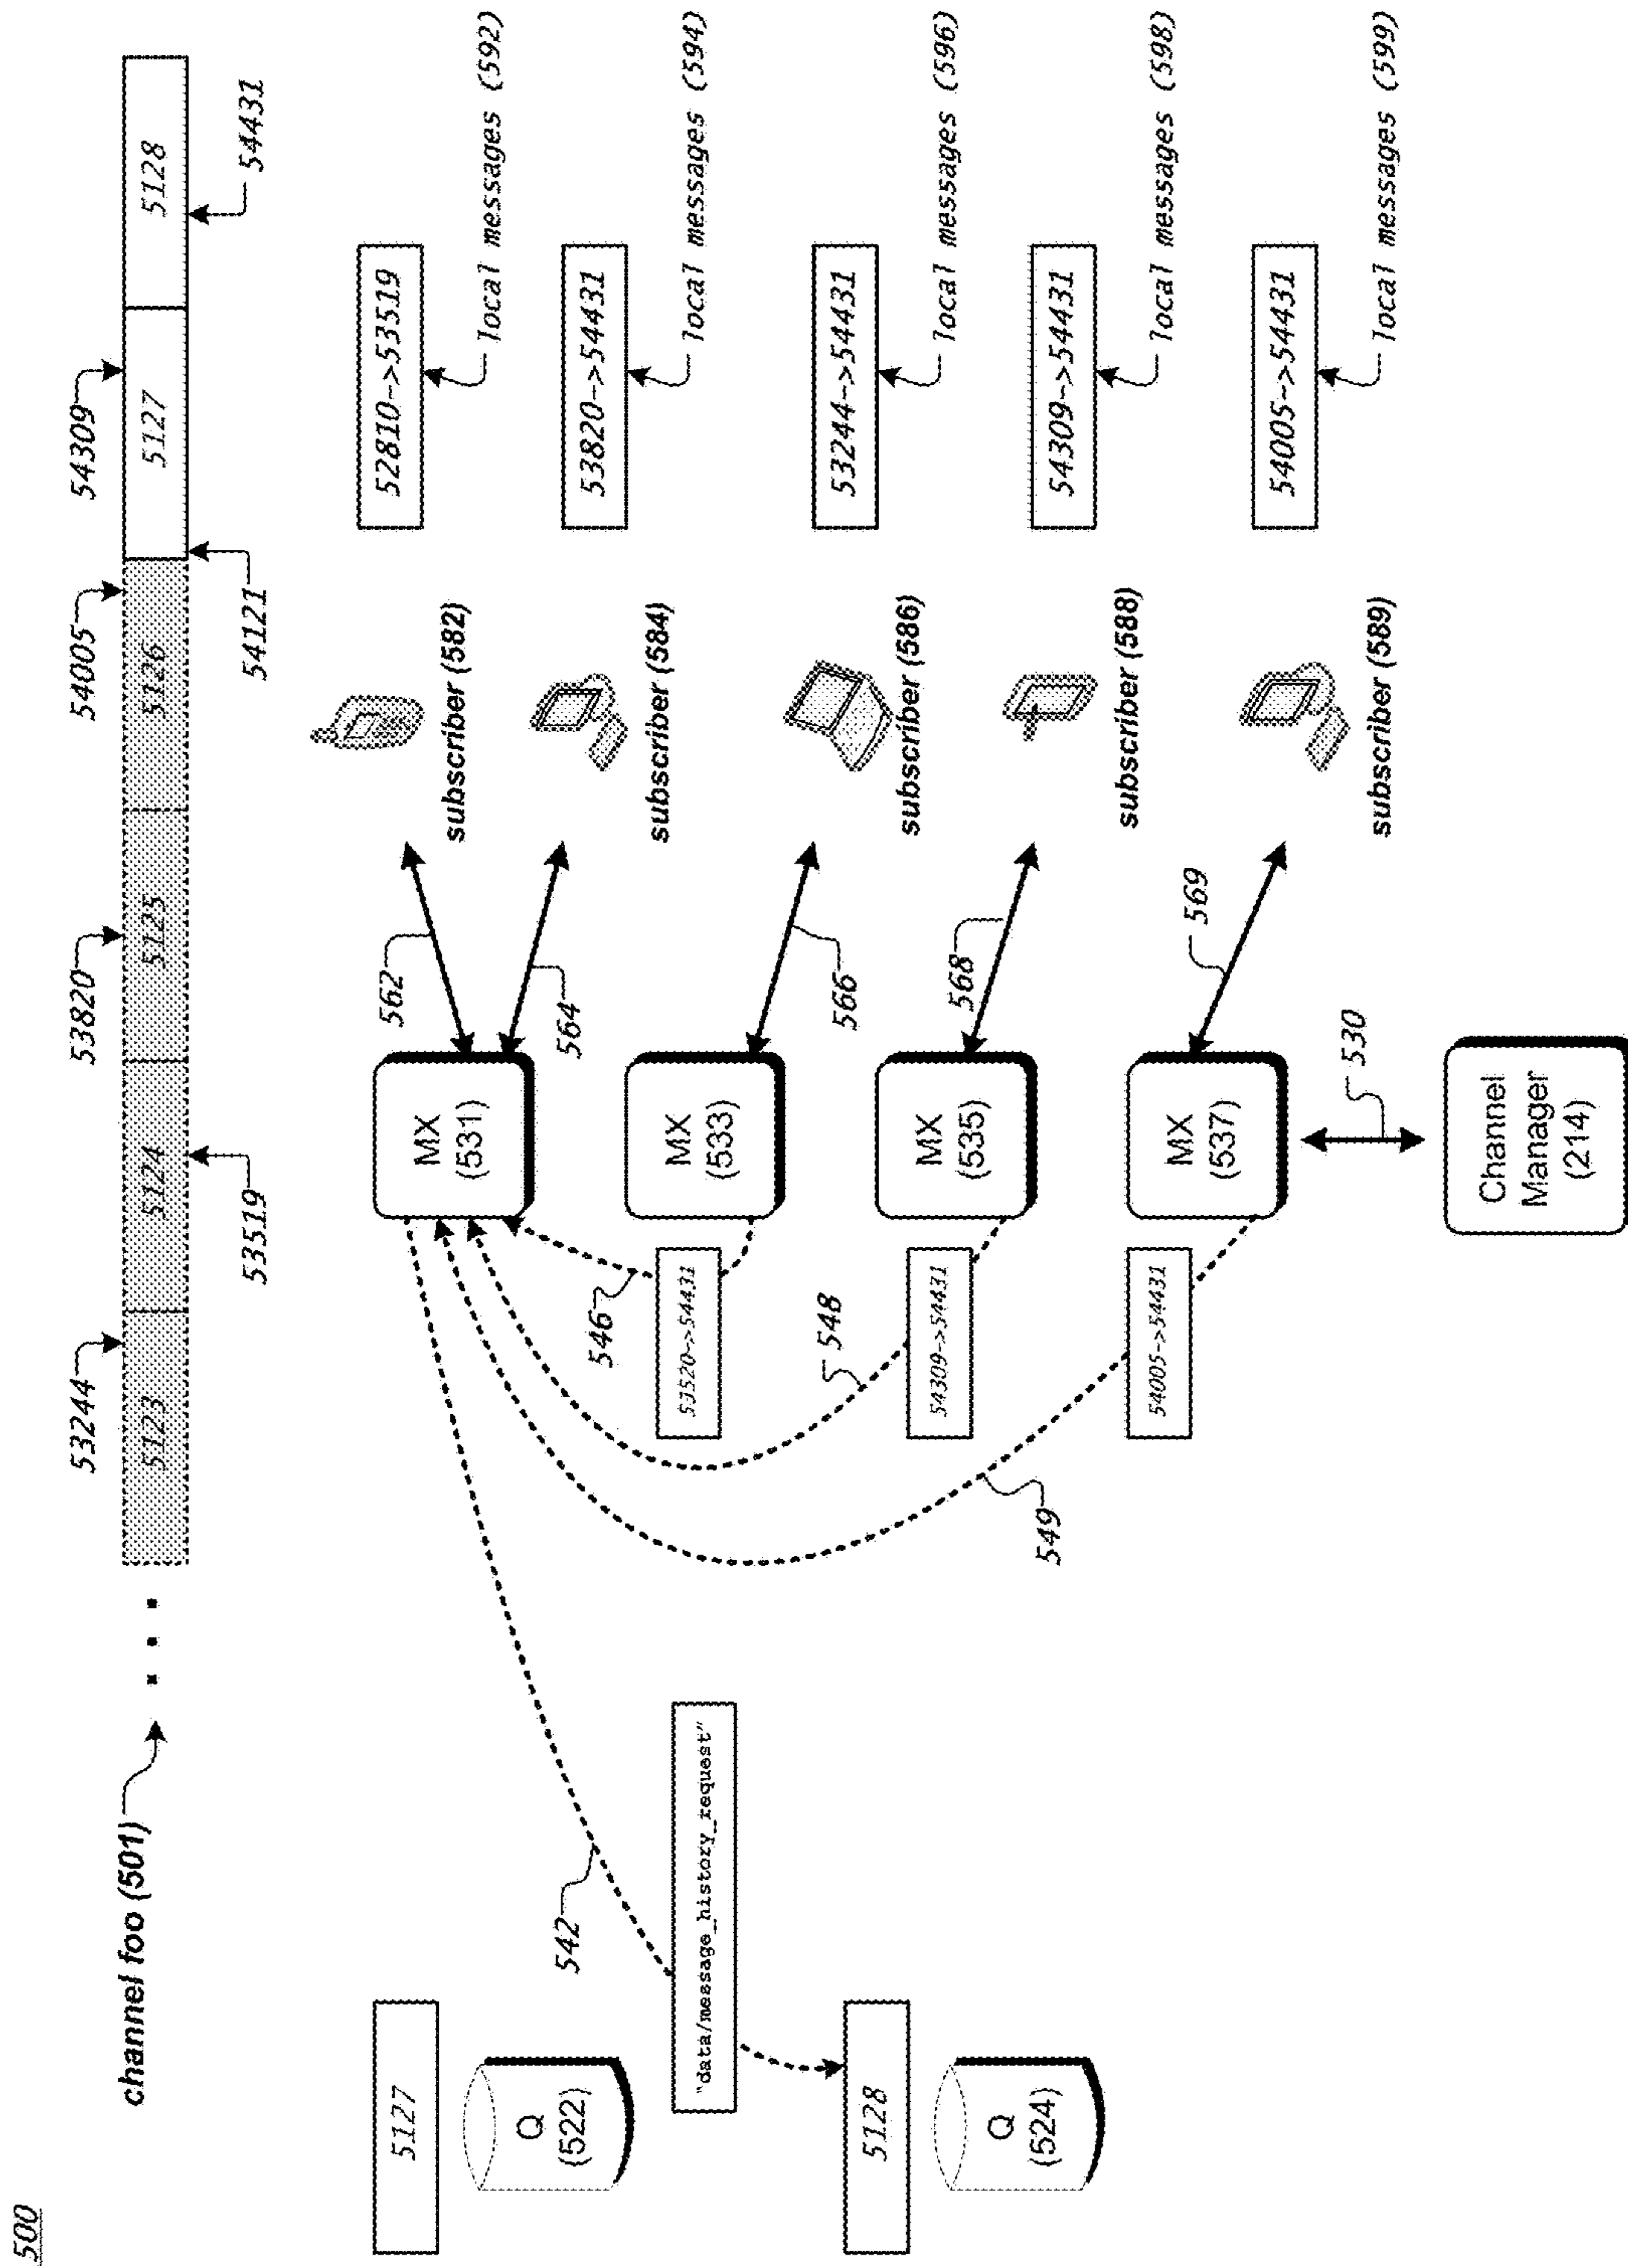 500
channel foo (501)
. . .
5123
5124
5125
5126
5127
5128
53244
53820
54005
54309
53519
54121
54431
5127
Q
(522)
"data/message_history_request"
5128
Q
(524)
542
546
548
549
MX
(531)
MX
(533)
MX
(535)
MX
(537)
53520->54431
54309->54431
54005->54431
530
Channel
Manager
(214)
562
564
566
568
569
subscriber (582)
subscriber (584)
subscriber (586)
subscriber (588)
subscriber (589)
52810->53519
local messages (592)
53820->54431
local messages (594)
53244->54431
local messages (596)
54309->54431
local messages (598)
54005->54431
local messages (599)